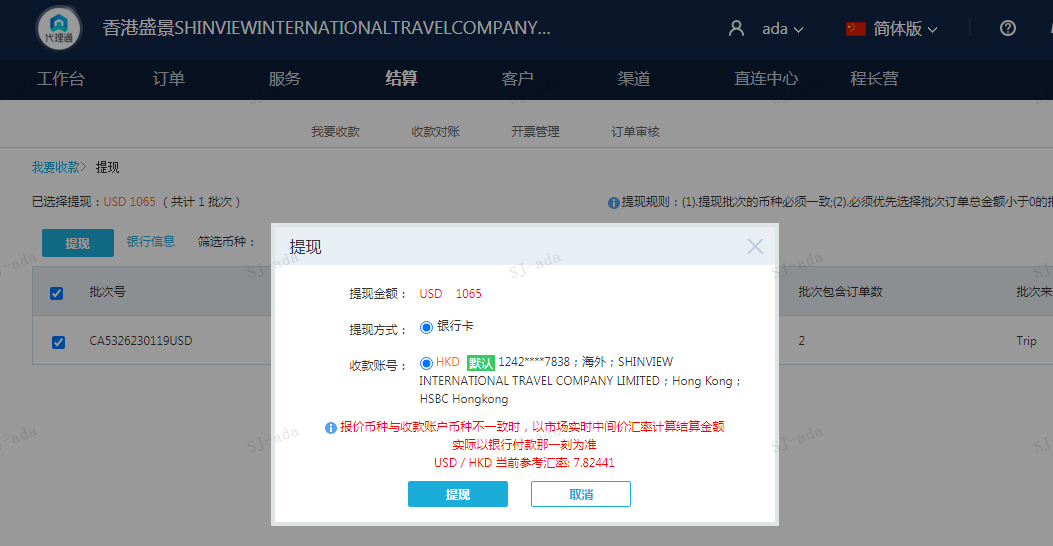 代理通
香港盛景SHINVIEWINTERNATIONALTRAVELCOMPANY...
ada
简体版
工作台 订单 服务 结算 客户 渠道 直连中心 程长营
我要收款 收款对账 开票管理 订单审核
我要收款> 提现
已选择提现：USD 1065 （ 共计 1 批次 ）
提现规则：(1).提现批次的币种必须一致;(2).必须优先选择批次订单总金额小于0的
提现 银行信息 筛选币种：
批次号 批次包含订单数 批次来
CA5326230119USD 2 Trip
提现
提现金额： USD 1065
提现方式： 银行卡
收款账号： HKD 默认 1242****7838；海外；SHINVIEW
INTERNATIONAL TRAVEL COMPANY LIMITED；Hong Kong；
HSBC Hongkong
报价币种与收款账户币种不一致时，以市场实时中间价汇率计算结算金额
实际以银行付款那一刻为准
USD / HKD 当前参考汇率: 7.82441
提现 取消
SJ-ada
SJ-ada
SJ-ada
SJ-ada
SJ-ada